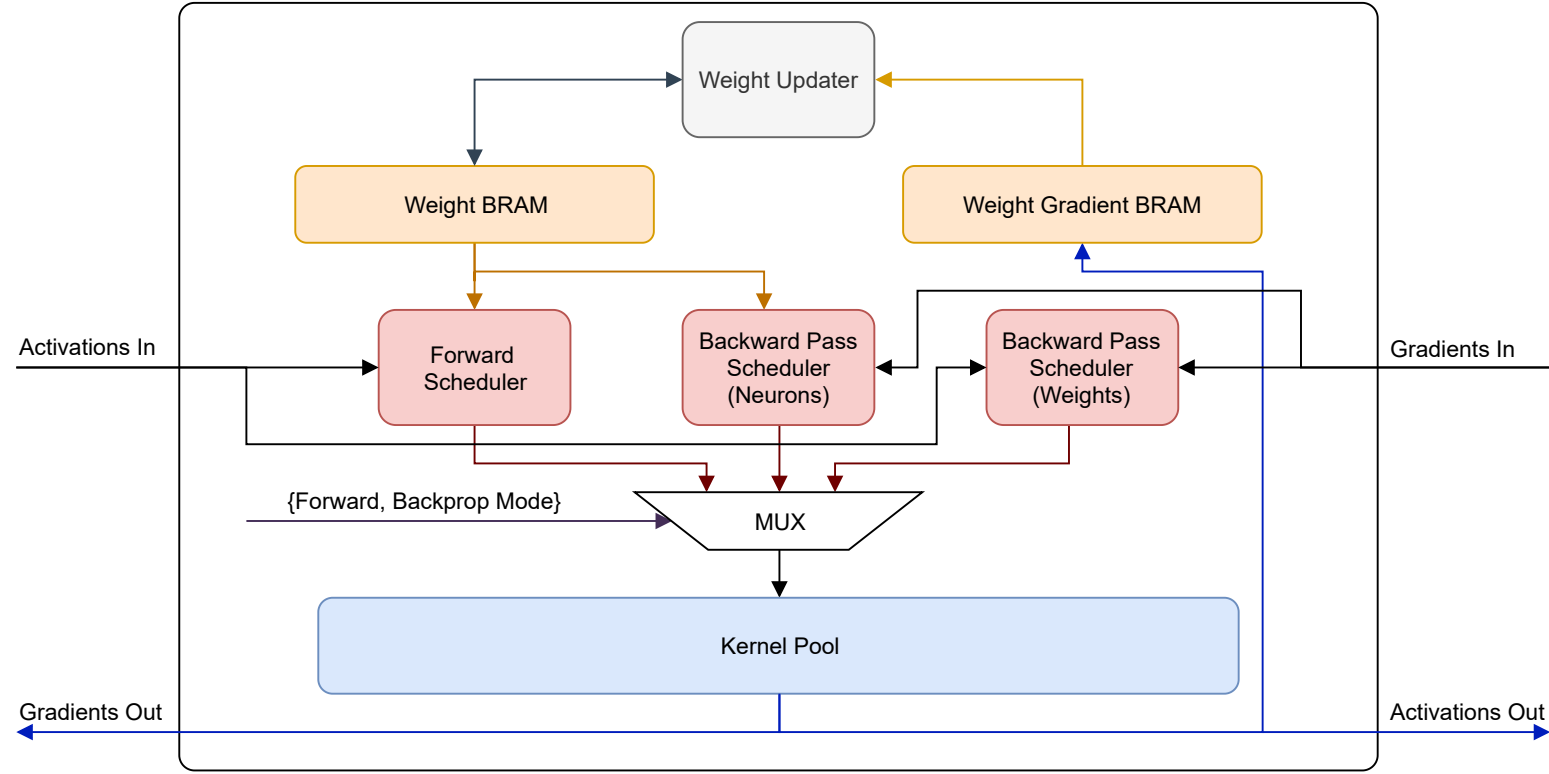 Weight Updater
Weight BRAM
Weight Gradient BRAM
Activations In
Forward
Scheduler
Backward Pass
Scheduler
(Neurons)
Backward Pass
Scheduler
(Weights)
Gradients In
{Forward, Backprop Mode}
MUX
Kernel Pool
Gradients Out
Activations Out